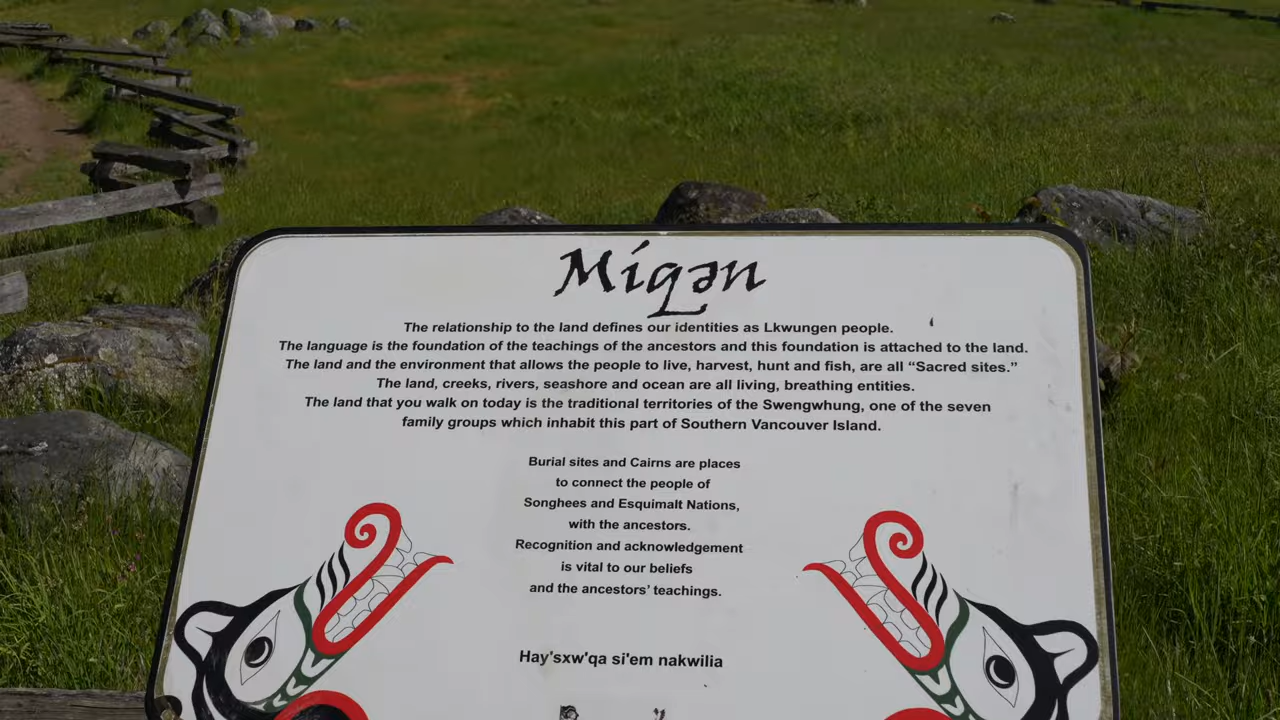 Míqən
The relationship to the land defines our identities as Lkwungen people.
The language is the foundation of the teachings of the ancestors and this foundation is attached to the land.
The land and the environment that allows the people to live, harvest, hunt and fish, are all “Sacred sites.”
The land, creeks, rivers, seashore and ocean are all living, breathing entities.
The land that you walk on today is the traditional territories of the Swengwhung, one of the seven
family groups which inhabit this part of Southern Vancouver Island.
Burial sites and Cairns are places
to connect the people of
Songhees and Esquimalt Nations,
with the ancestors.
Recognition and acknowledgement
is vital to our beliefs
and the ancestors’ teachings.
Hay'sxw'qa si'em nakwilia